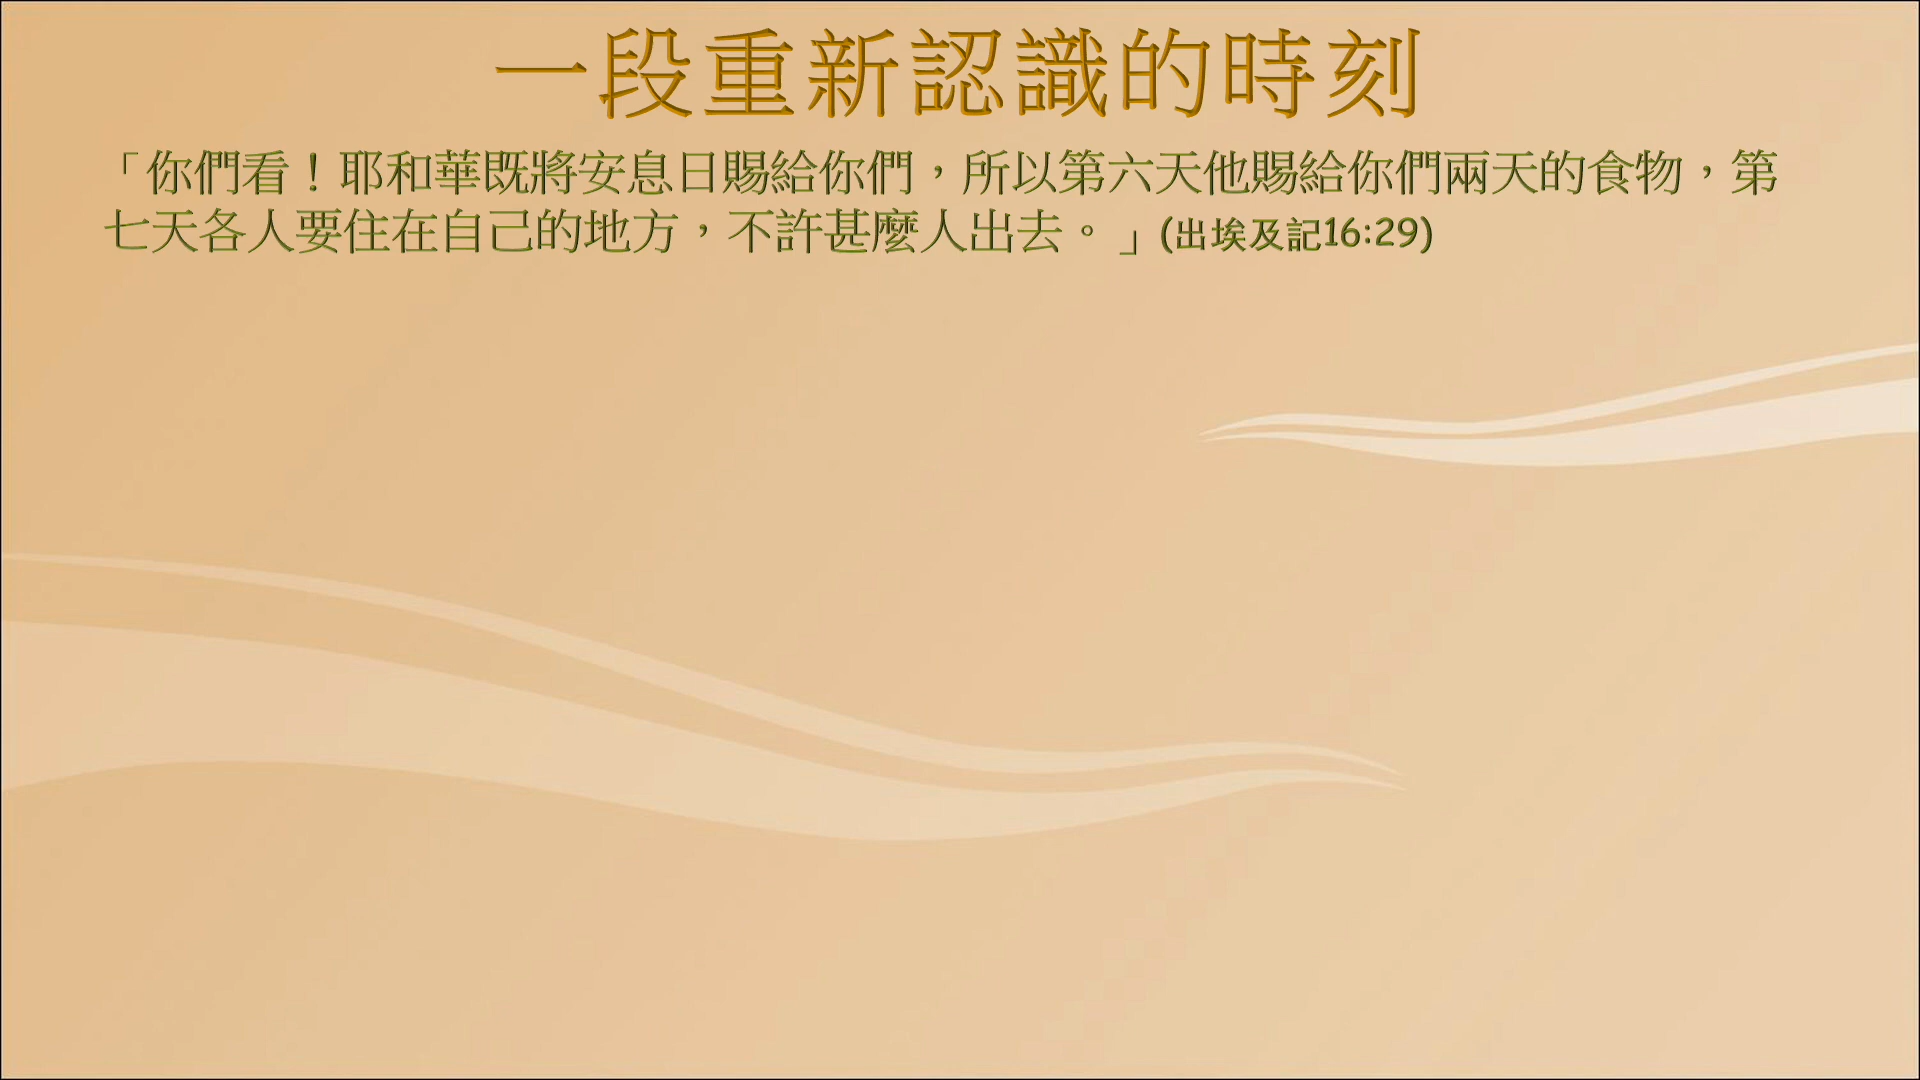 一段重新認識的時刻
「你們看！耶和華既將安息日賜給你們，所以第六天他賜給你們兩天的食物，第
七天各人要住在自己的地方，不許甚麼人出去。」(出埃及記16:29)